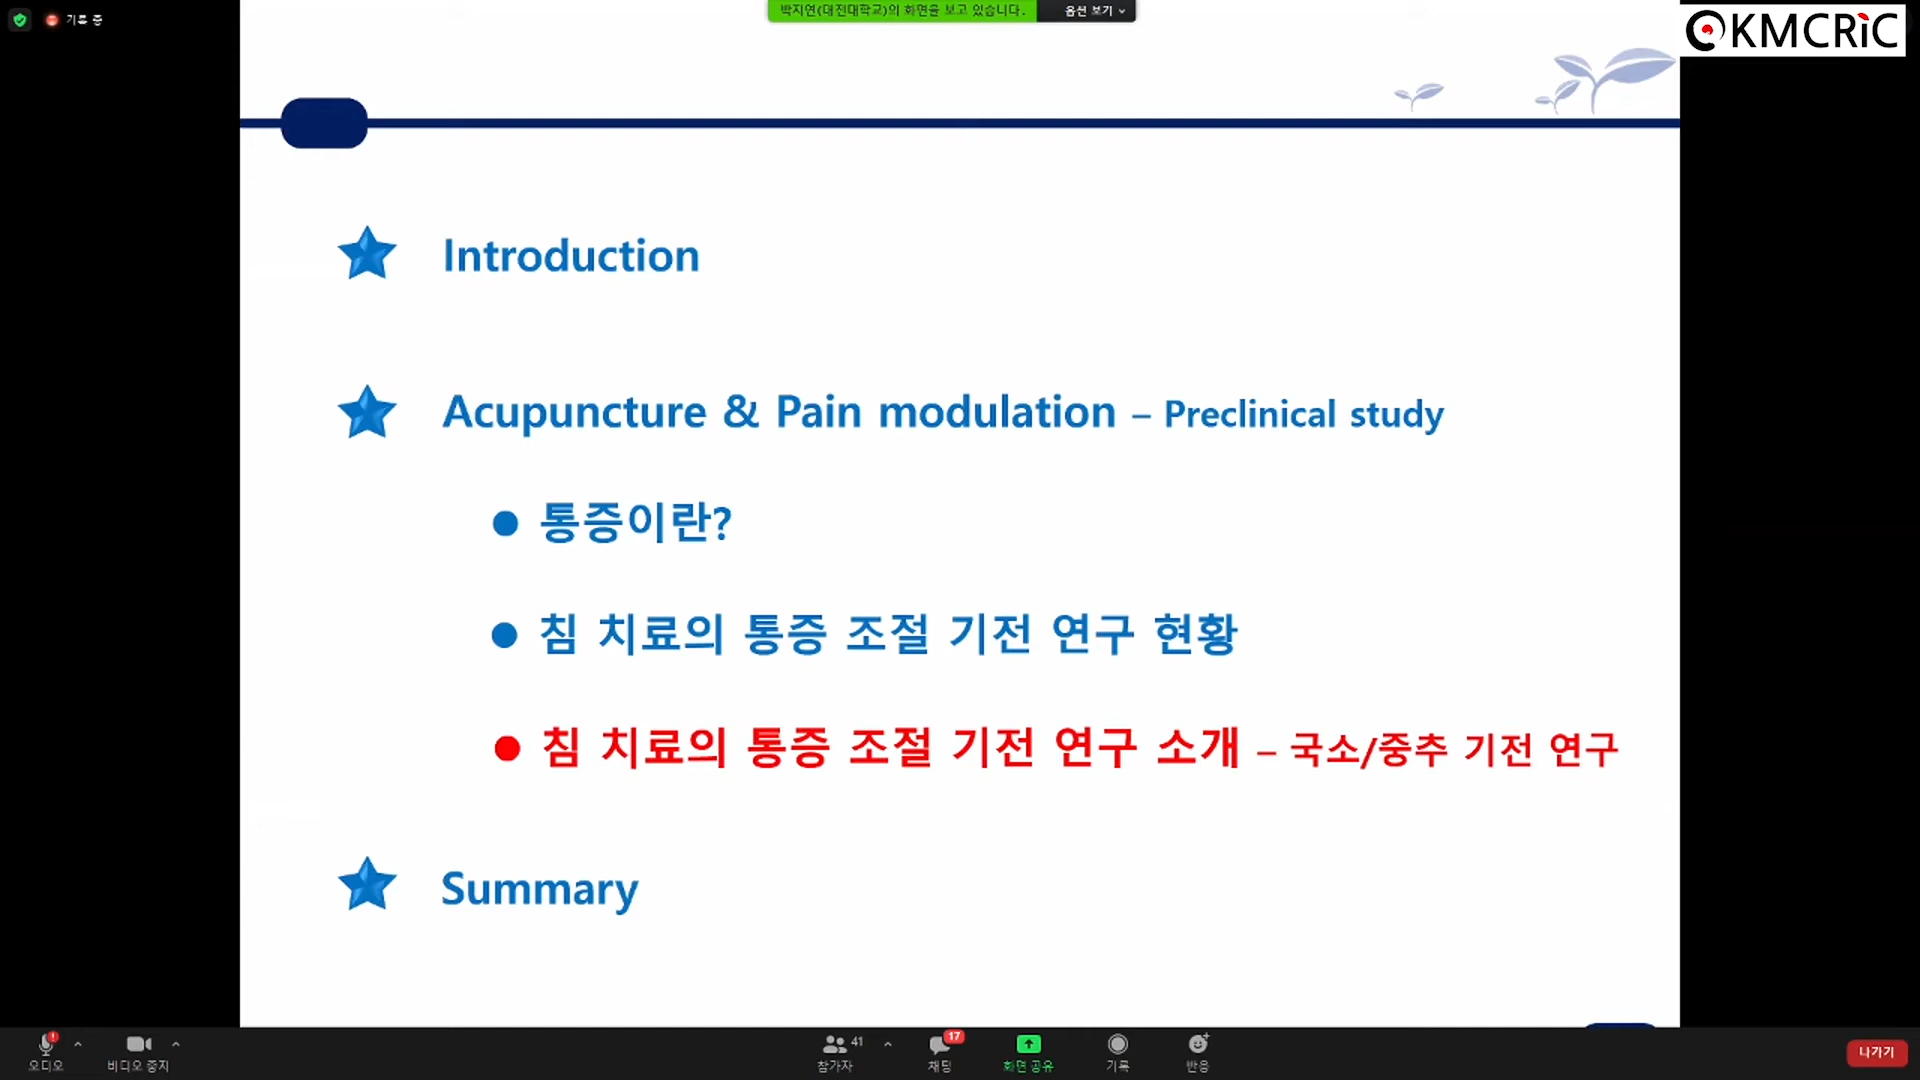 기록 중
박지연(대전대학교)의 화면을 보고 있습니다.
옵션 보기
KMCRiC
Introduction
Acupuncture & Pain modulation – Preclinical study
통증이란?
침 치료의 통증 조절 기전 연구 현황
침 치료의 통증 조절 기전 연구 소개 – 국소/중추 기전 연구
Summary
오디오
비디오 중지
41
참가자
17
채팅
화면 공유
기록
반응
나가기